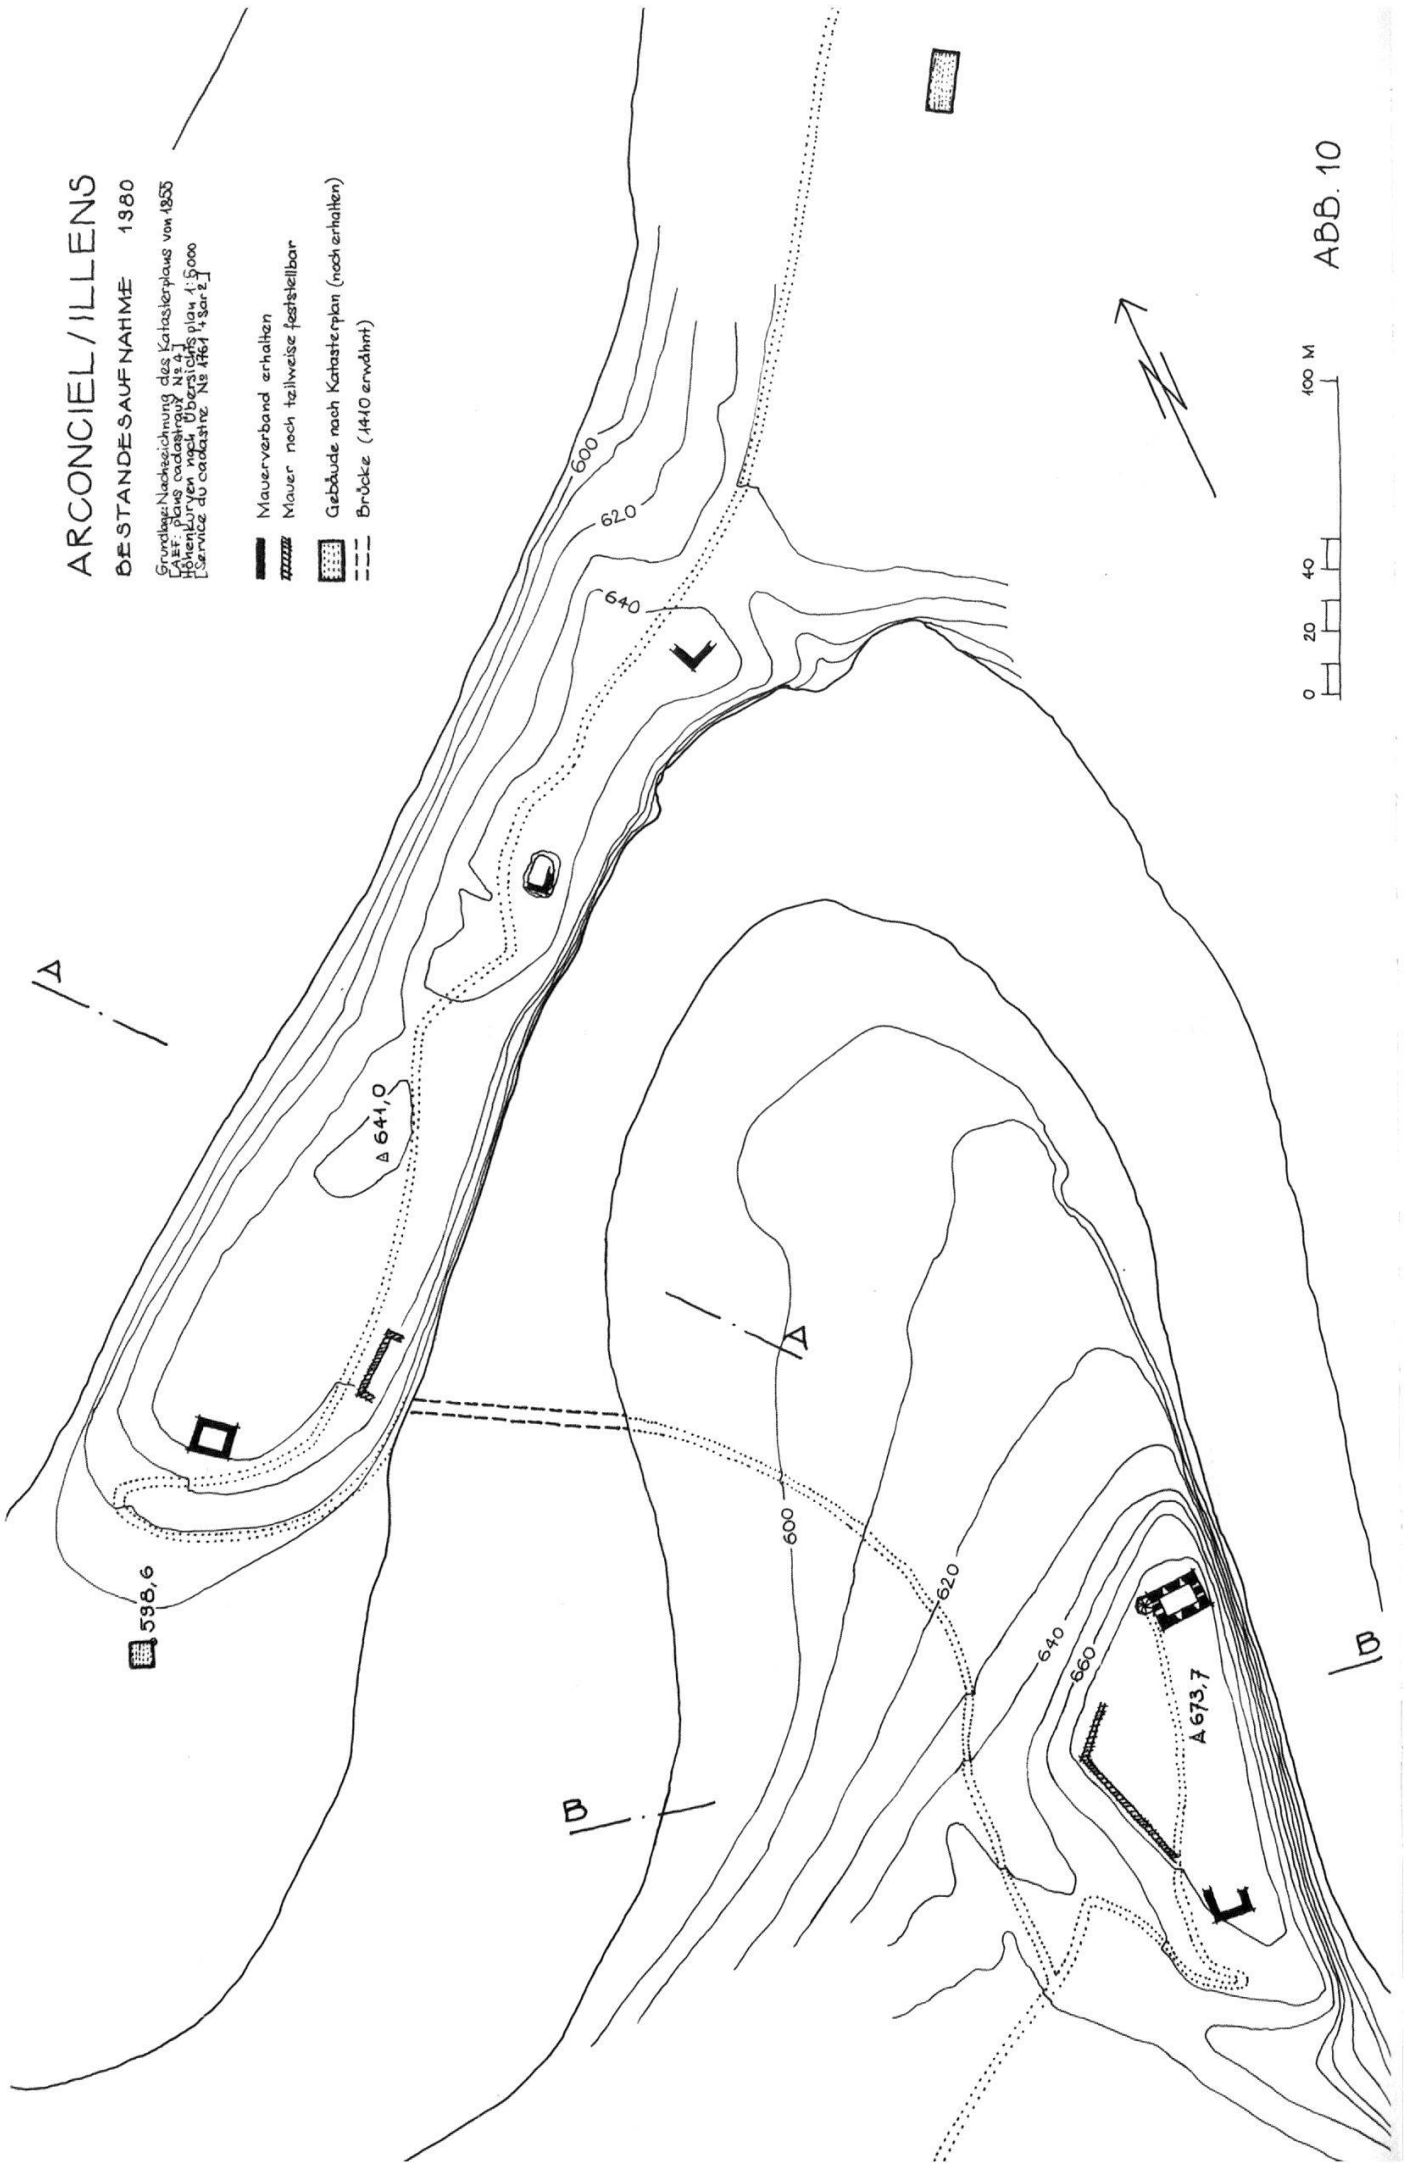 ARCONCIEL/ILLENS
BESTANDESAUFNAHME 1980
Grundlage: Nachzeichnung des Katasterplans von 1855
[AEF: plans cadastraux Nº 4]
Höhenkurven nach Übersichtsplan 1:5000
[Service du cadastre Nº 1761 +Sar 2]
Mauerverband erhalten
Mauer noch teilweise feststellbar
Gebäude nach Katasterplan (noch erhalten)
Brücke (1410 erwähnt)
600
620
640
641,0
598,6
A
A
B
B
600
620
640
660
673,7
0 20 40 100 M
ABB. 10